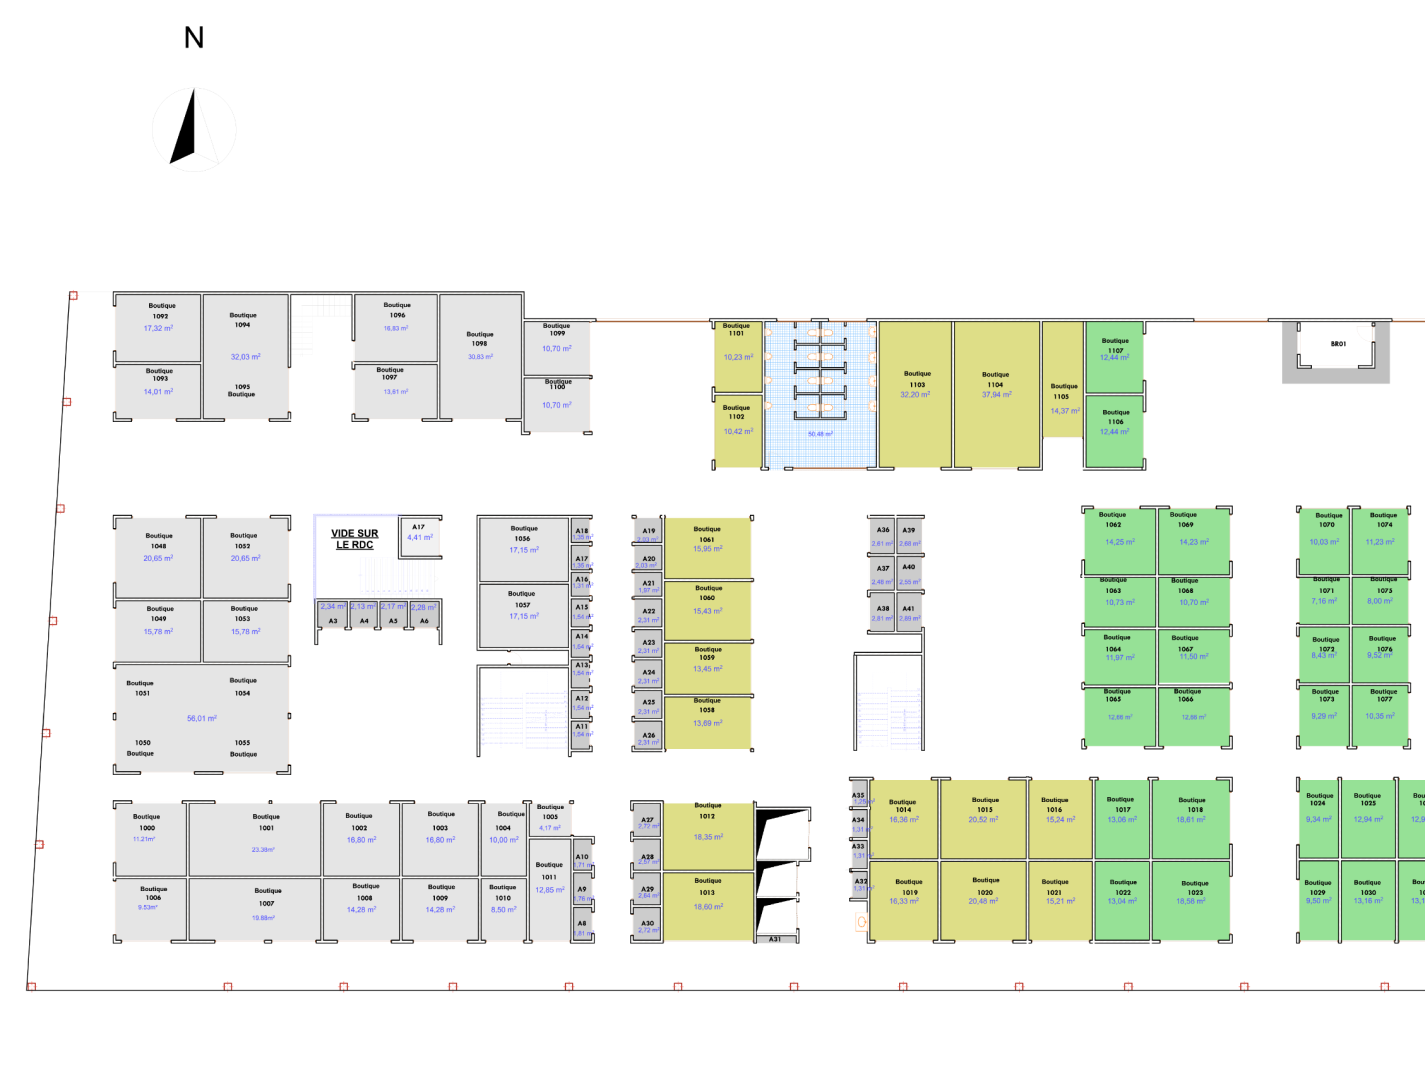 N
Boutique
1092
17,32 m²
Boutique
1093
14,01 m²
Boutique
1094
32,03 m²
1095
Boutique
Boutique
1096
16,83 m²
Boutique
1097
13,61 m²
Boutique
1098
30,83 m²
Boutique
1099
10,70 m²
Boutique
1100
10,70 m²
Boutique
1101
10,23 m²
Boutique
1102
10,42 m²
50,48 m²
Boutique
1103
32,20 m²
Boutique
1104
37,94 m²
Boutique
1105
14,37 m²
Boutique
1107
12,44 m²
Boutique
1106
12,44 m²
BR01
Boutique
1048
20,65 m²
Boutique
1052
20,65 m²
Boutique
1049
15,78 m²
Boutique
1053
15,78 m²
Boutique
1051
Boutique
1054
56,01 m²
1050
Boutique
1055
Boutique
VIDE SUR
LE RDC
A17
4,41 m²
2,34 m²
A3
2,13 m²
A4
2,17 m²
A5
2,28 m²
A6
Boutique
1056
17,15 m²
Boutique
1057
17,15 m²
A18
1,35 m²
A17
1,35 m²
A16
1,31 m²
A15
1,54 m²
A14
1,54 m²
A13
1,54 m²
A12
1,54 m²
A11
1,54 m²
A19
2,03 m²
A20
2,03 m²
A21
1,97 m²
A22
2,31 m²
A23
2,31 m²
A24
2,31 m²
A25
2,31 m²
A26
2,31 m²
Boutique
1061
15,95 m²
Boutique
1060
15,43 m²
Boutique
1059
13,45 m²
Boutique
1058
13,69 m²
A36
2,61 m²
A39
2,68 m²
A37
2,48 m²
A40
2,55 m²
A38
2,61 m²
A41
2,69 m²
Boutique
1062
14,25 m²
Boutique
1069
14,23 m²
Boutique
1063
10,73 m²
Boutique
1068
10,70 m²
Boutique
1064
11,97 m²
Boutique
1067
11,50 m²
Boutique
1065
12,68 m²
Boutique
1066
12,66 m²
Boutique
1070
10,03 m²
Boutique
1074
11,23 m²
Boutique
1071
7,16 m²
Boutique
1075
8,00 m²
Boutique
1072
8,43 m²
Boutique
1076
9,52 m²
Boutique
1073
9,29 m²
Boutique
1077
10,35 m²
Boutique
1000
11.21m²
Boutique
1001
23.39m²
Boutique
1002
16,80 m²
Boutique
1003
16,80 m²
Boutique
1004
10,00 m²
Boutique
1005
4,17 m²
Boutique
1006
9.53m²
Boutique
1007
19.88m²
Boutique
1008
14,28 m²
Boutique
1009
14,28 m²
Boutique
1010
8,50 m²
Boutique
1011
12,85 m²
A10
1,71 m²
A9
1,76 m²
A8
1,81 m²
A27
2,72 m²
A28
2,57 m²
A29
2,64 m²
A30
2,72 m²
Boutique
1012
18,35 m²
Boutique
1013
18,60 m²
A31
A35
1,25 m²
A34
1,31 m²
A33
1,31 m²
A32
1,31 m²
Boutique
1014
16,36 m²
Boutique
1015
20,52 m²
Boutique
1016
15,24 m²
Boutique
1017
13,06 m²
Boutique
1018
18,61 m²
Boutique
1019
16,33 m²
Boutique
1020
20,48 m²
Boutique
1021
15,21 m²
Boutique
1022
13,04 m²
Boutique
1023
18,58 m²
Boutique
1024
9,34 m²
Boutique
1025
12,94 m²
Boutique
1029
9,50 m²
Boutique
1030
13,16 m²